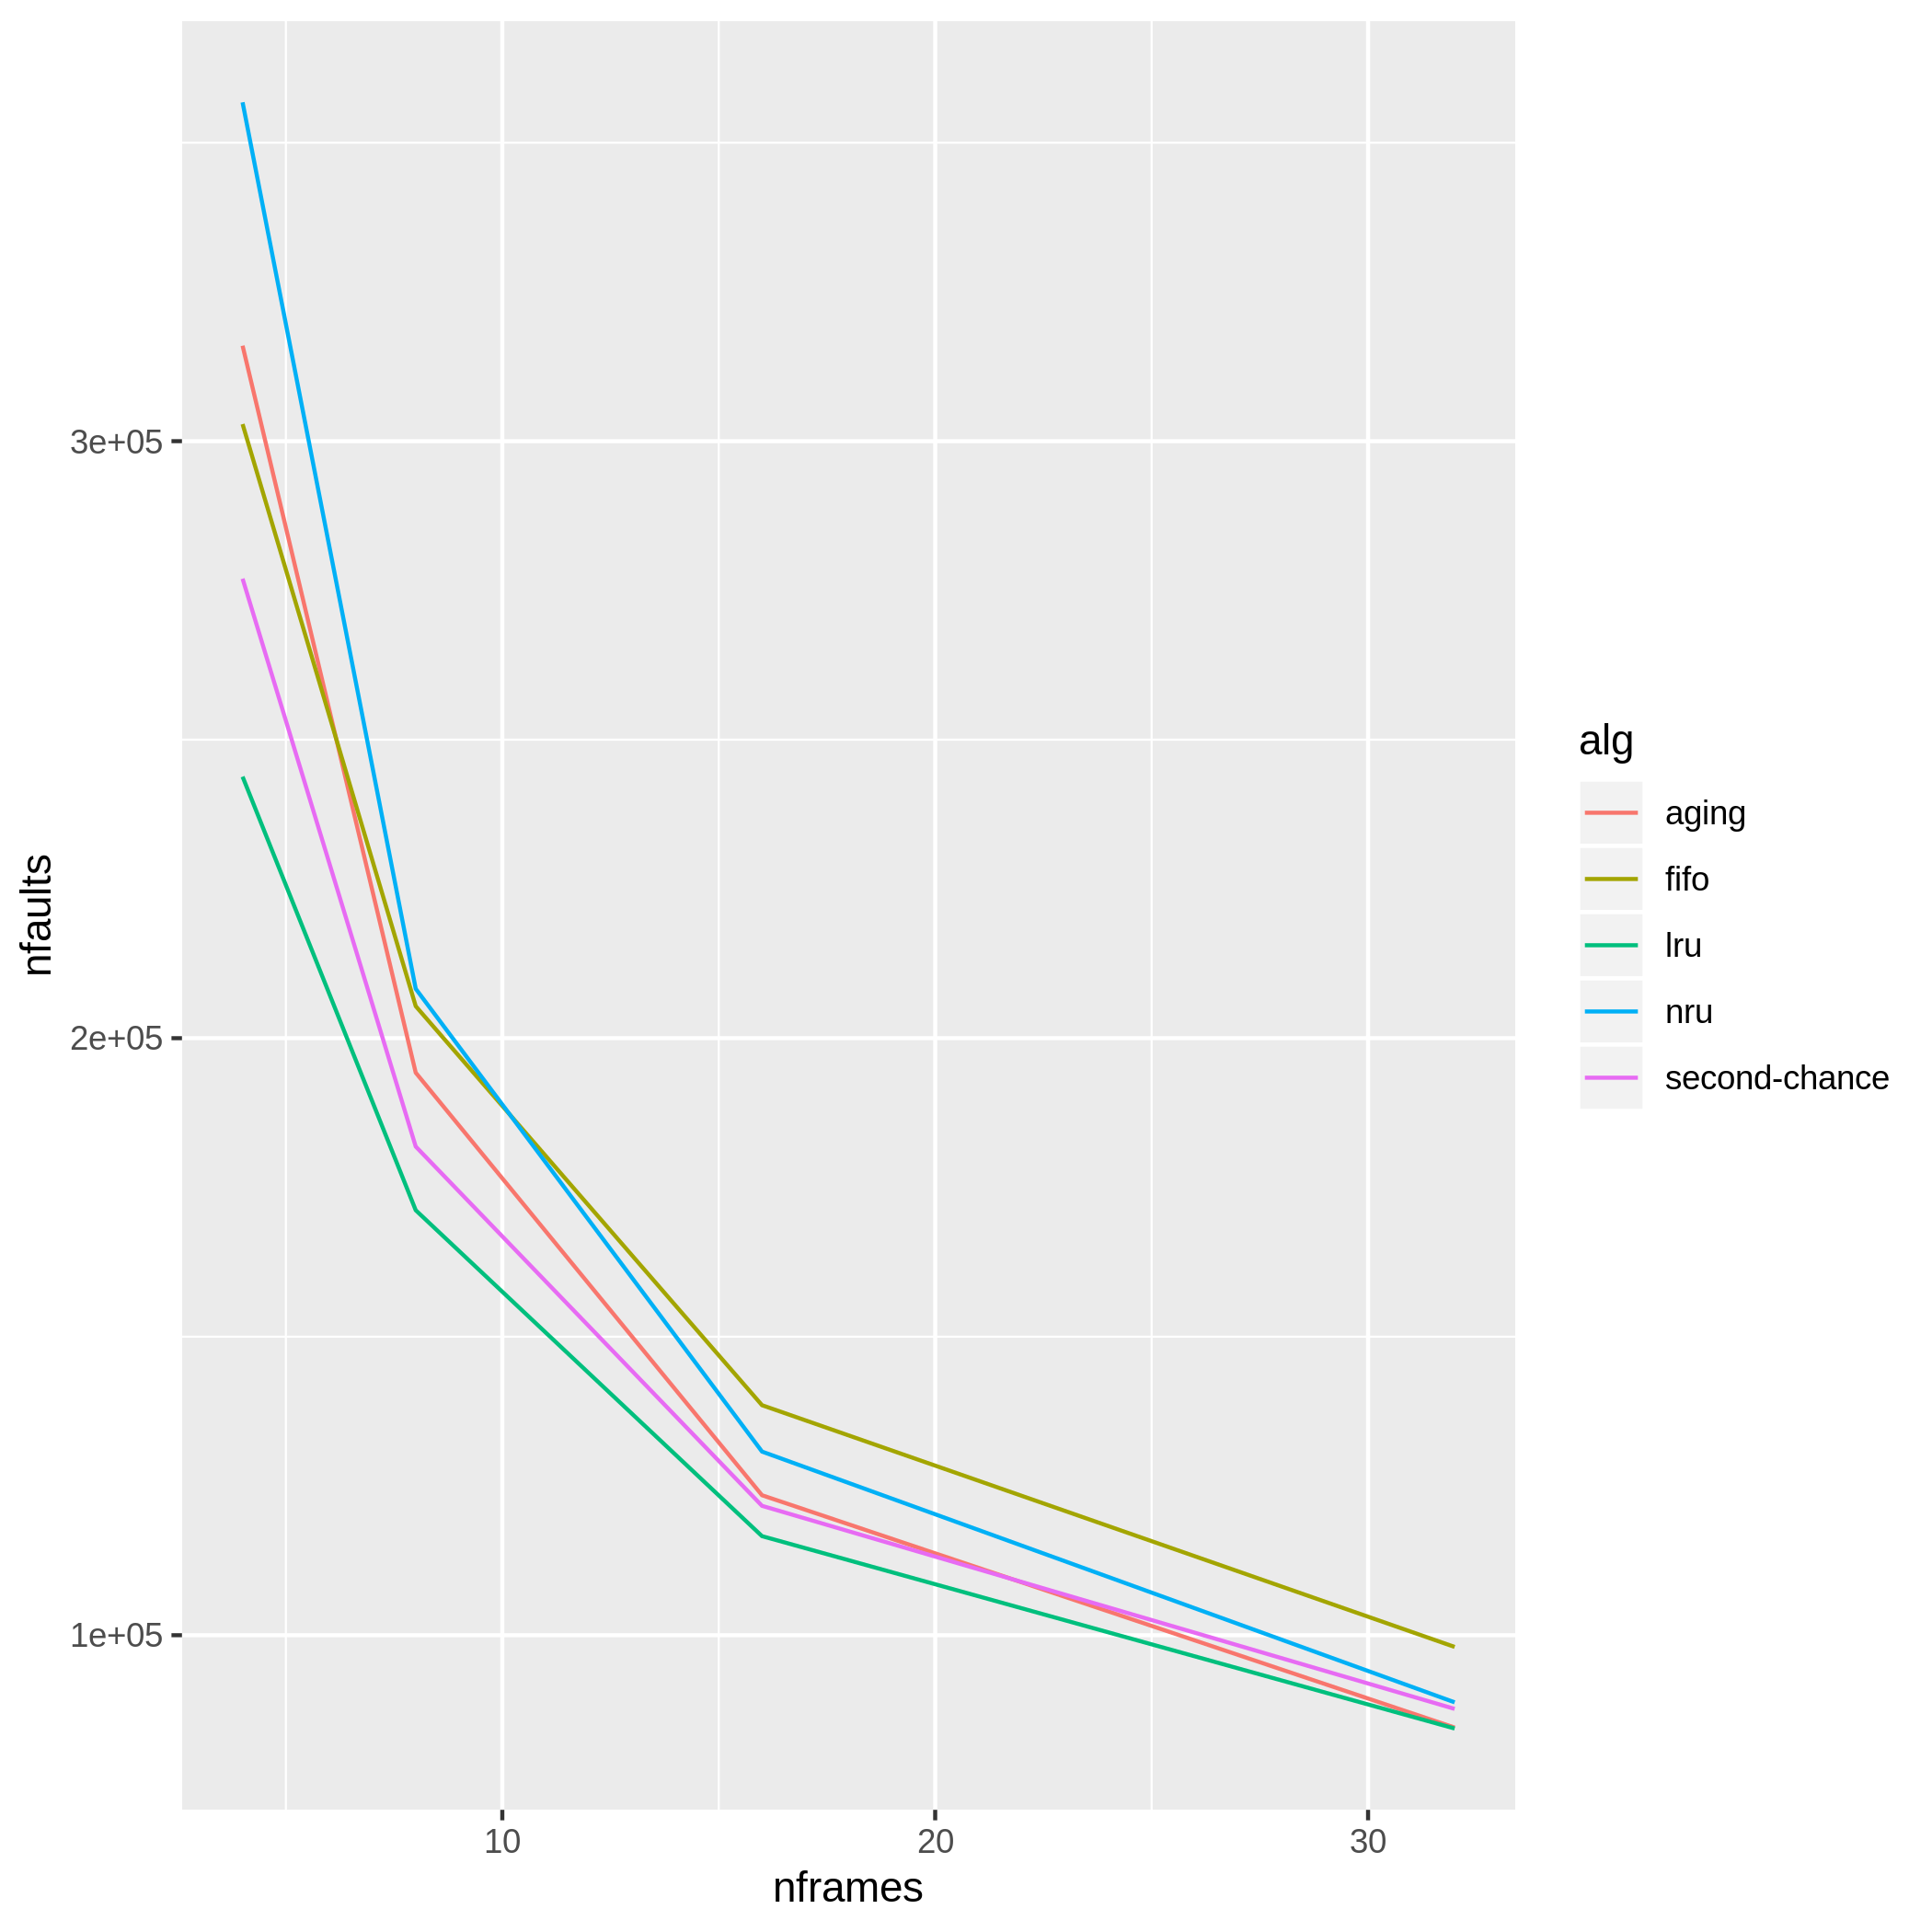 3e+05
2e+05
1e+05
nfaults
10
20
30
nframes
alg
aging
fifo
lru
nru
second-chance